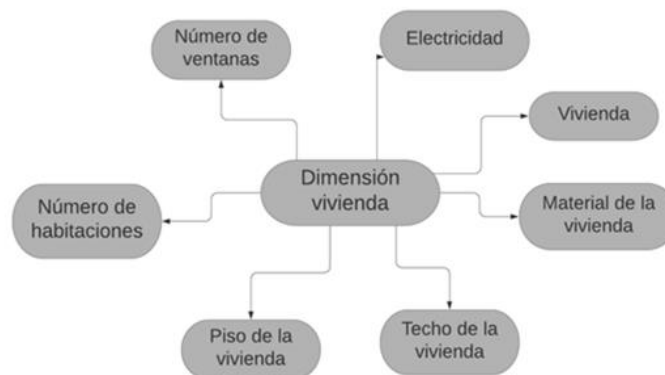 Número de
ventanas
Electricidad
Vivienda
Dimensión
vivienda
Número de
habitaciones
Material de la
vivienda
Piso de la
vivienda
Techo de la
vivienda